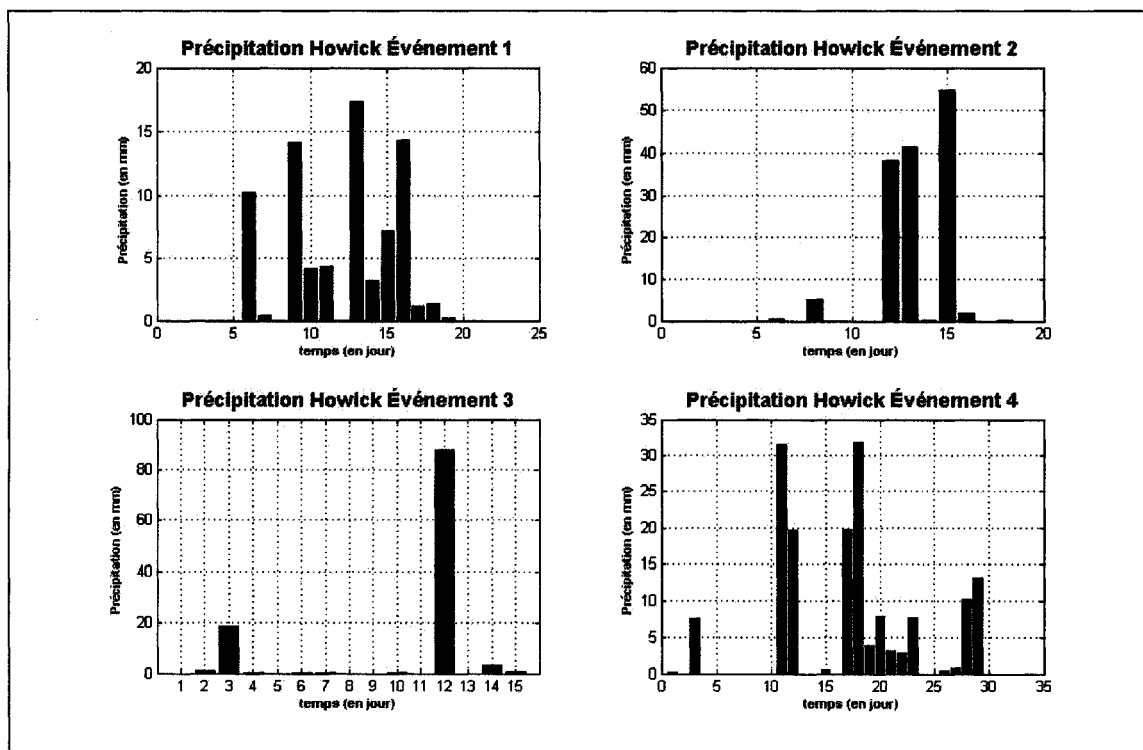 Précipitation Howick Événement 1
20
15
10
5
0
Précipitation (en mm)
0 5 10 15 20 25
temps (en jour)
Précipitation Howick Événement 2
60
50
40
30
20
10
0
Précipitation (en mm)
0 5 10 15 20
temps (en jour)
Précipitation Howick Événement 3
100
80
60
40
20
0
Précipitation (en mm)
1 2 3 4 5 6 7 8 9 10 11 12 13 14 15
temps (en jour)
Précipitation Howick Événement 4
35
30
25
20
15
10
5
0
Précipitation (en mm)
0 5 10 15 20 25 30 35
temps (en jour)